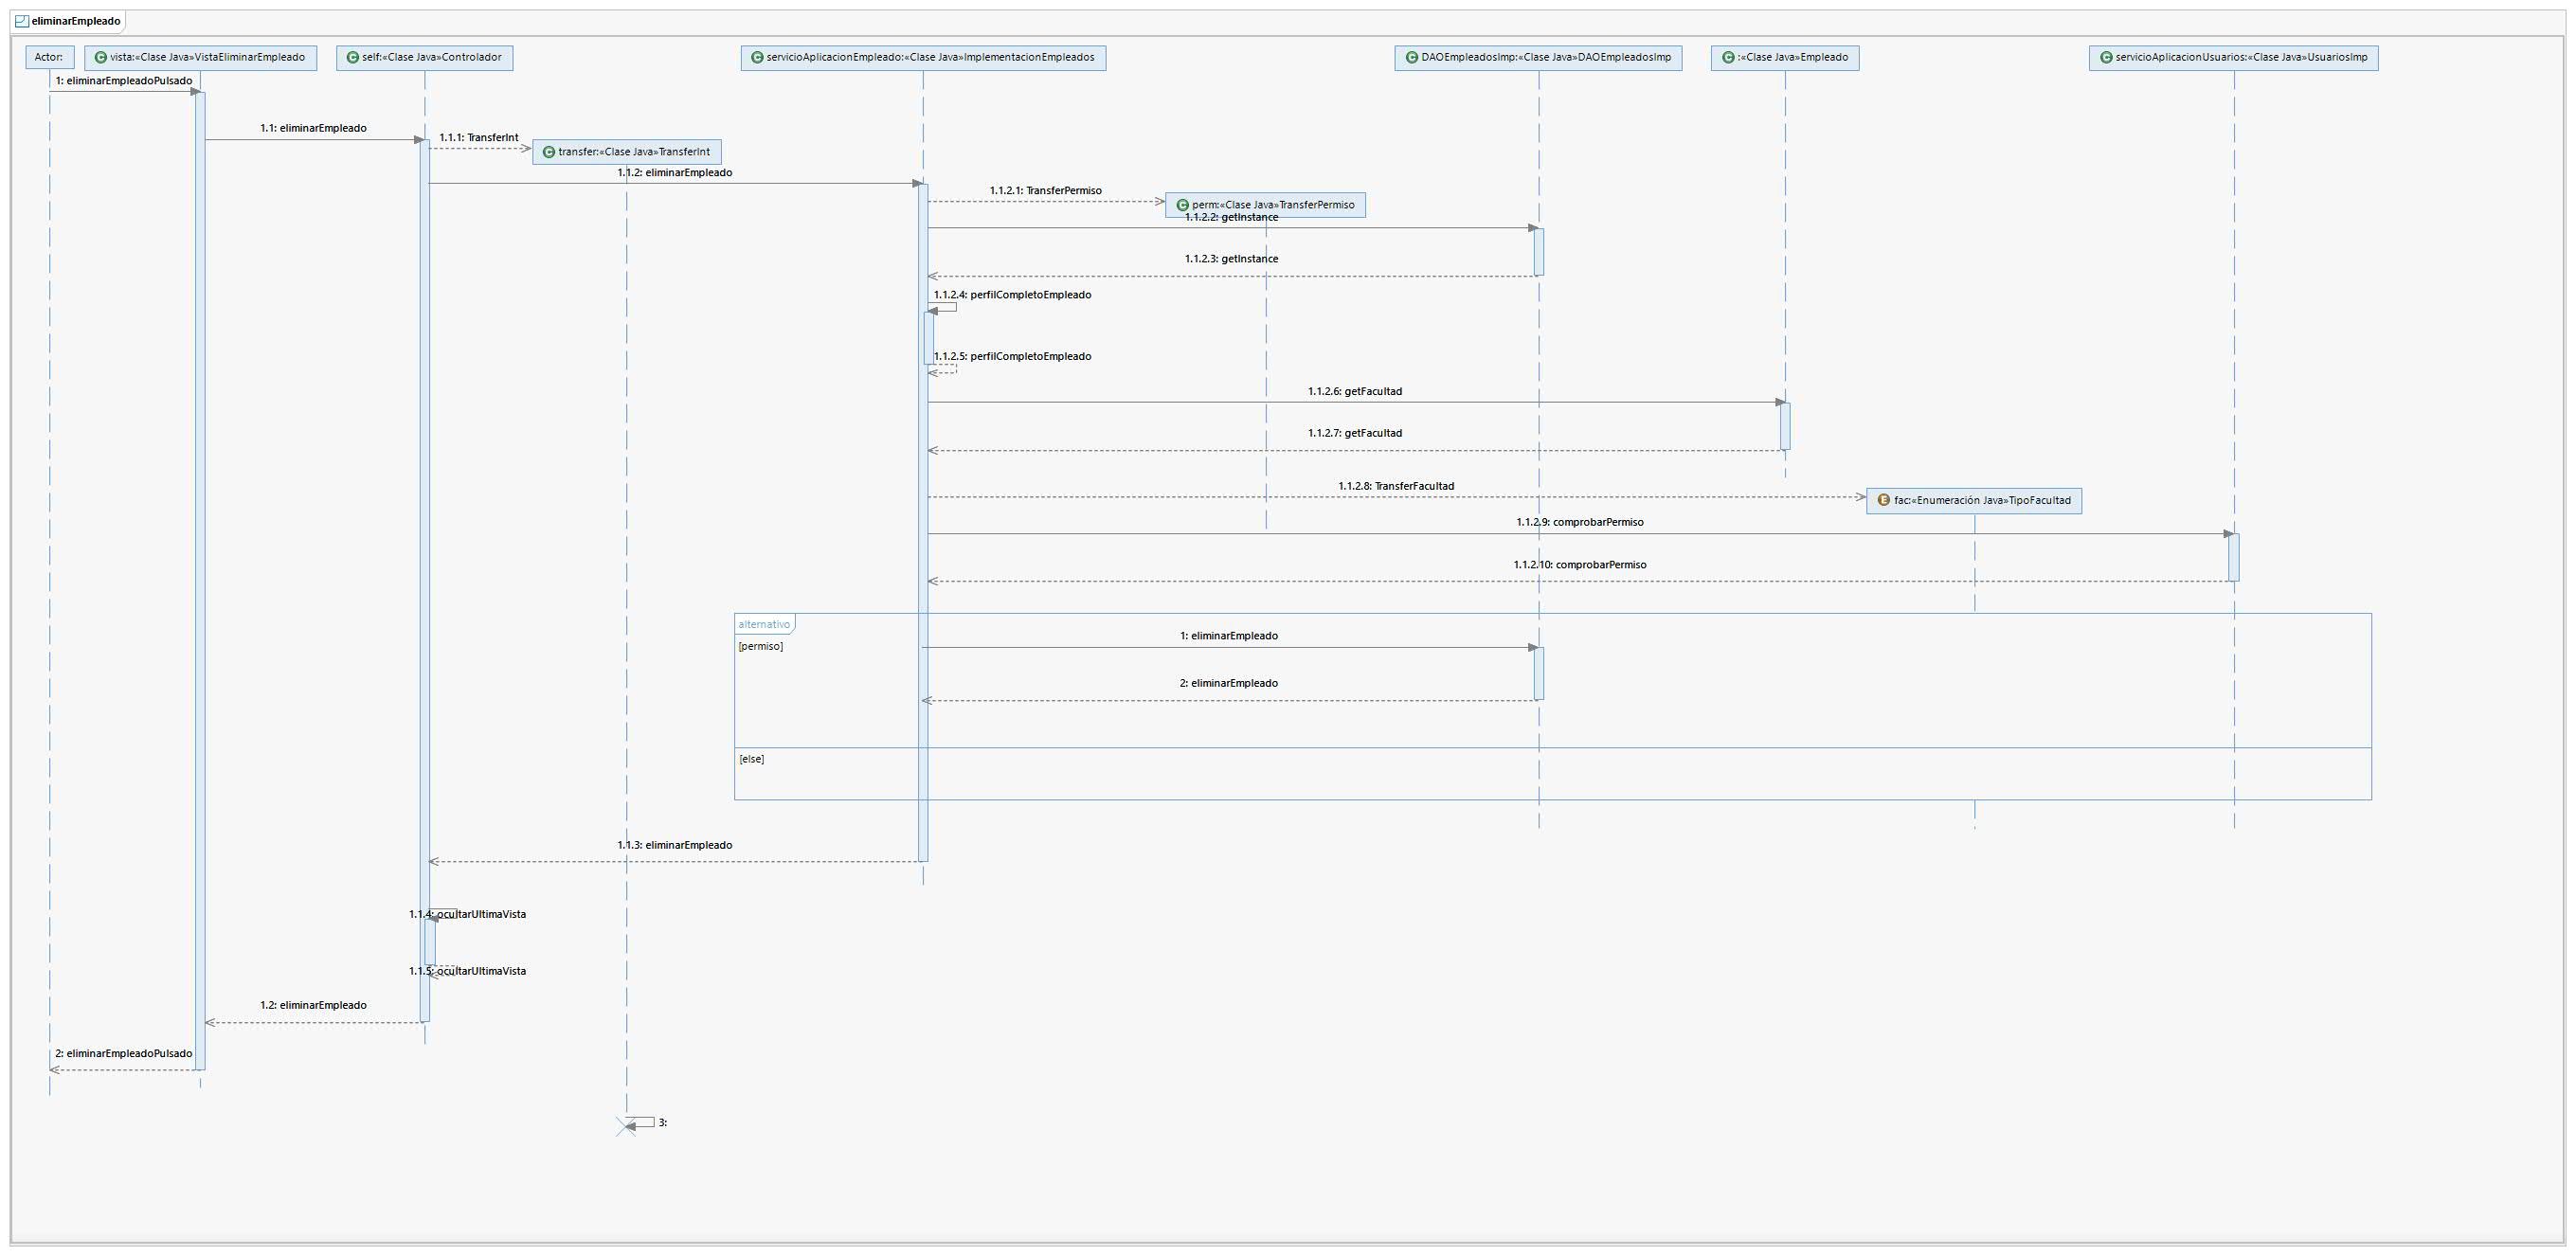 eliminarEmpleado
Actor:
C vista:«Clase Java»VistaEliminarEmpleado
C self:«Clase Java»Controlador
C servicioAplicacionEmpleado:«Clase Java»ImplementacionEmpleados
C DAOEmpleadosImp:«Clase Java»DAOEmpleadosImp
C :«Clase Java»Empleado
C servicioAplicacionUsuarios:«Clase Java»UsuariosImp
1: eliminarEmpleadoPulsado
1.1: eliminarEmpleado
1.1.1: TransferInt
C transfer:«Clase Java»TransferInt
1.1.2: eliminarEmpleado
1.1.2.1: TransferPermiso
C perm:«Clase Java»TransferPermiso
1.1.2.2: getInstance
1.1.2.3: getInstance
1.1.2.4: perfilCompletoEmpleado
1.1.2.5: perfilCompletoEmpleado
1.1.2.6: getFacultad
1.1.2.7: getFacultad
1.1.2.8: TransferFacultad
E fac:«Enumeración Java»TipoFacultad
1.1.2.9: comprobarPermiso
1.1.2.10: comprobarPermiso
alternativo
[permiso]
1: eliminarEmpleado
2: eliminarEmpleado
[else]
1.1.3: eliminarEmpleado
1.1.4: ocultarUltimaVista
1.1.5: ocultarUltimaVista
1.2: eliminarEmpleado
2: eliminarEmpleadoPulsado
3: